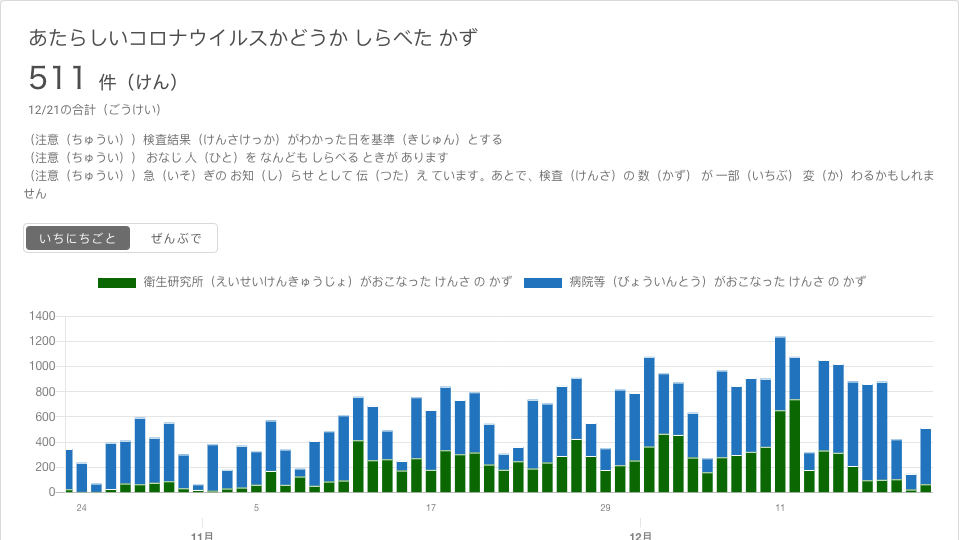 あたらしいコロナウイルスかどうか しらべた かず
511 件（けん）
12/21の合計（ごうけい）
（注意（ちゅうい））検査結果（けんさけっか）がわかった日を基準（きじゅん）とする
（注意（ちゅうい）） おなじ 人（ひと）を なんども しらべる ときが あります
（注意（ちゅうい））急（いそ）ぎの お知（し）らせ として 伝（つた）え ています。あとで、検査（けんさ）の 数（かず） が 一部（いちぶ） 変（か）わるかもしれま
せん
いちにちごと ぜんぶで
衛生研究所（えいせいけんきゅうじょ）がおこなった けんさ の かず 病院等（びょういんとう）がおこなった けんさ の かず
1400
1200
1000
800
600
400
200
0
24 5 17 29 11
11月 12月